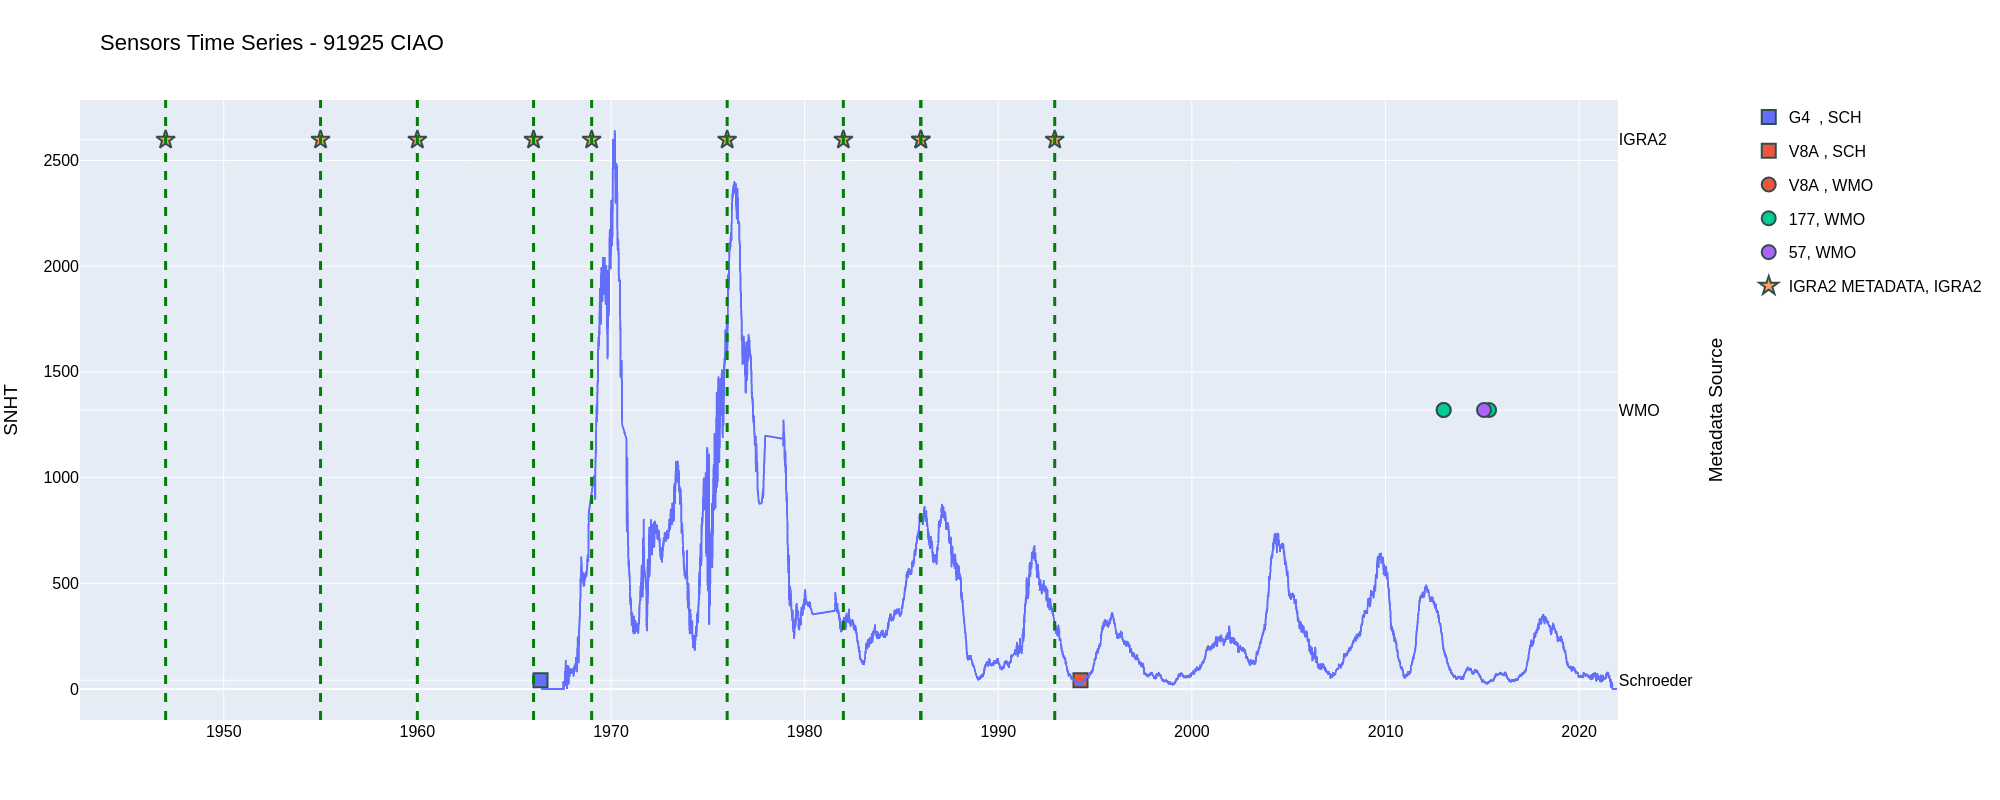 Sensors Time Series - 91925 CIAO
SNHT
2500
2000
1500
1000
500
0
1950
1960
1970
1980
1990
2000
2010
2020
IGRA2
WMO
Schroeder
Metadata Source
G4 , SCH
V8A , SCH
V8A , WMO
177, WMO
57, WMO
IGRA2 METADATA, IGRA2